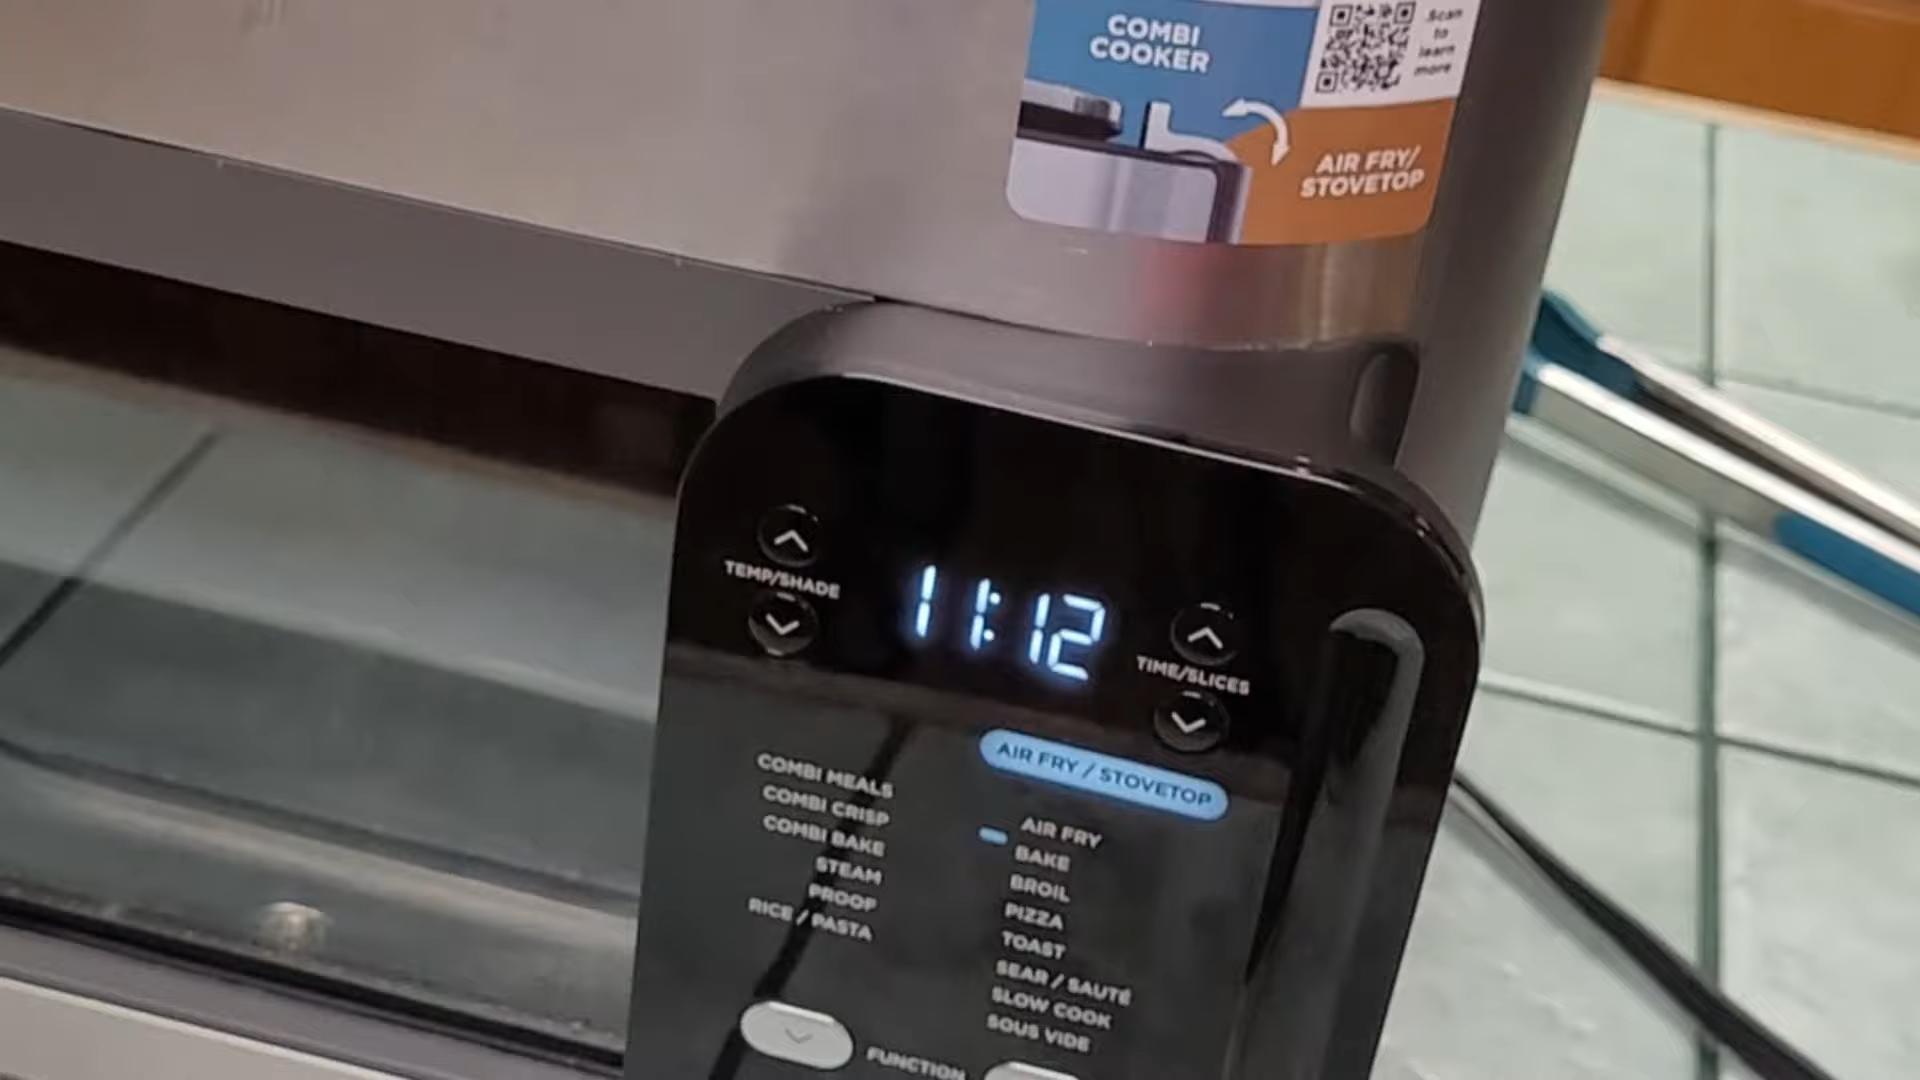 COMBI
COOKER
Scan
to
learn
more
AIR FRY/
STOVETOP
TEMP/SHADE
11:12
TIME/SLICES
AIR FRY / STOVETOP
COMBI MEALS
COMBI CRISP
COMBI BAKE
STEAM
PROOF
RICE / PASTA
AIR FRY
BAKE
BROIL
PIZZA
TOAST
SEAR / SAUTÉ
SLOW COOK
SOUS VIDE
FUNCTION